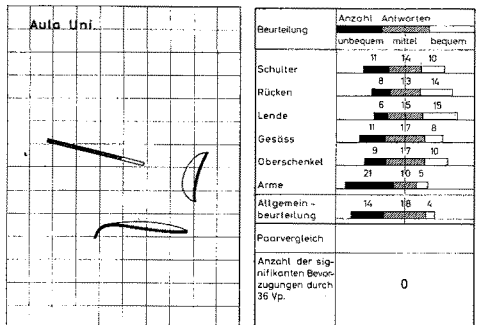 Aula Uni.
Beurteilung
Anzahl Antworten
unbequem mittel bequem
Schulter 11 14 10
Rücken 8 13 14
Lende 6 15 15
Gesäss 11 17 8
Oberschenkel 9 17 10
Arme 21 10 5
Allgemein- 14 18 4
beurteilung
Paarvergleich
Anzahl der sig-
nifikanten Bevor-
zugungen durch
36 Vp.
0